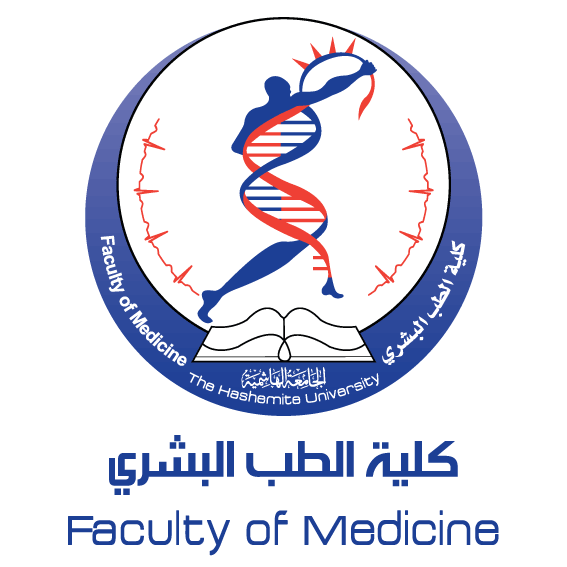 Faculty of Medicine
كلية الطب البشري
الجامعة الهاشمية
The Hashemite University
كلية الطب البشري
Faculty of Medicine